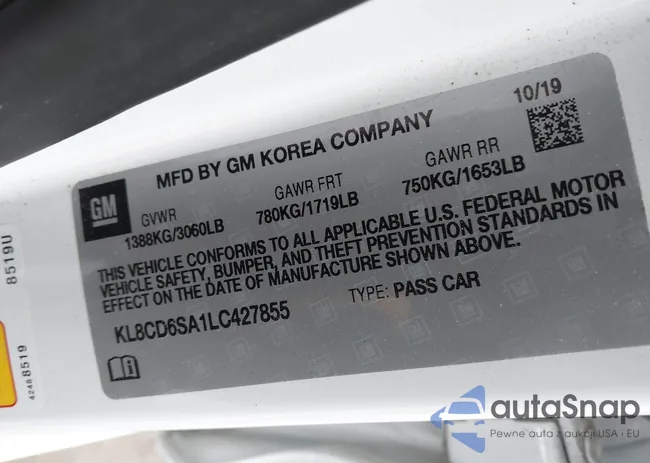 10/19
MFD BY GM KOREA COMPANY
GM
GVWR
1388KG/3060LB
GAWR FRT
780KG/1719LB
GAWR RR
750KG/1653LB
THIS VEHICLE CONFORMS TO ALL APPLICABLE U.S. FEDERAL MOTOR
VEHICLE SAFETY, BUMPER, AND THEFT PREVENTION STANDARDS IN
EFFECT ON THE DATE OF MANUFACTURE SHOWN ABOVE.
KL8CD6SA1LC427855
TYPE: PASS CAR
8519U
42488519
autaSnap
Pewne auta z aukcji USA i EU